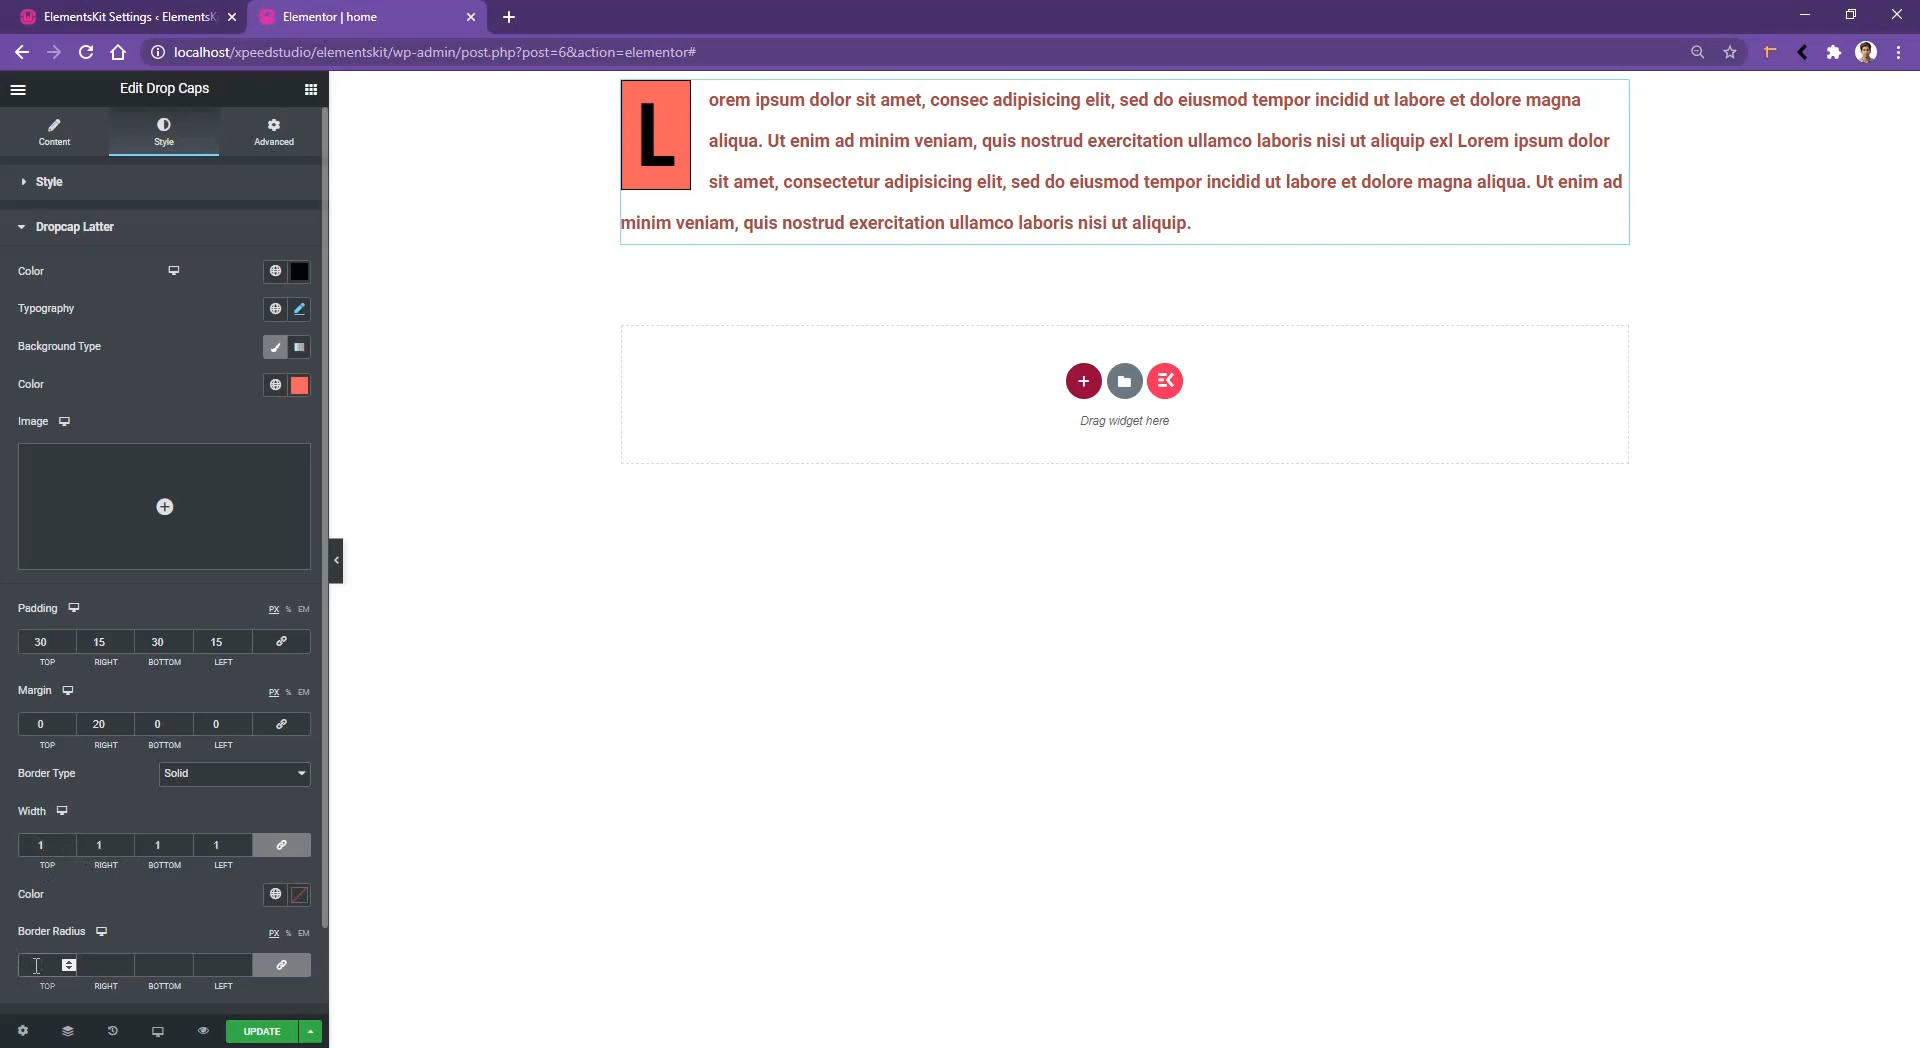 ElementsKit Settings ‹ ElementsK
Elementor | home
localhost/xpeedstudio/elementskit/wp-admin/post.php?post=6&action=elementor#
Edit Drop Caps
Content
Style
Advanced
Style
Dropcap Latter
Color
Typography
Background Type
Color
Image
Padding
PX % EM
30 15 30 15
TOP RIGHT BOTTOM LEFT
Margin
PX % EM
0 20 0 0
TOP RIGHT BOTTOM LEFT
Border Type
Solid
Width
1 1 1 1
TOP RIGHT BOTTOM LEFT
Color
Border Radius
PX % EM
TOP RIGHT BOTTOM LEFT
UPDATE
Lorem ipsum dolor sit amet, consec adipisicing elit, sed do eiusmod tempor incidid ut labore et dolore magna
aliqua. Ut enim ad minim veniam, quis nostrud exercitation ullamco laboris nisi ut aliquip exl Lorem ipsum dolor
sit amet, consectetur adipisicing elit, sed do eiusmod tempor incidid ut labore et dolore magna aliqua. Ut enim ad
minim veniam, quis nostrud exercitation ullamco laboris nisi ut aliquip.
Drag widget here